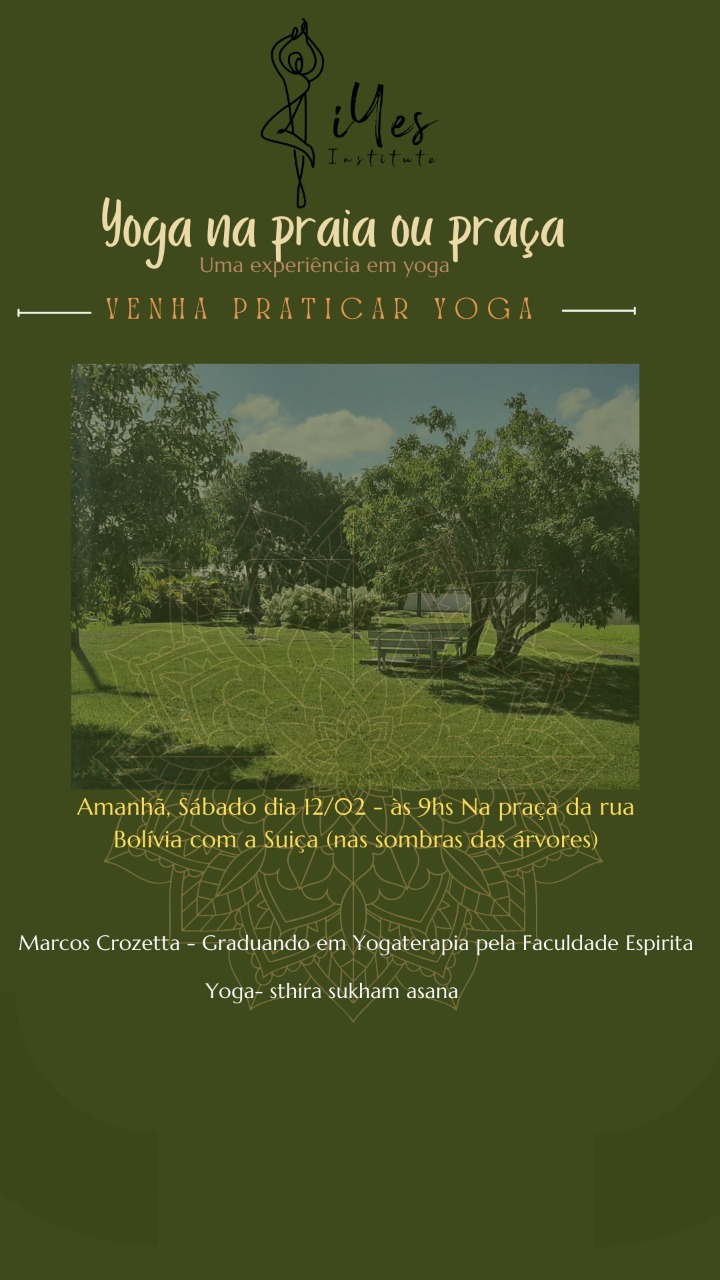 iYes
Institute
Yoga na praia ou praça
Uma experiência em yoga
VENHA PRATICAR YOGA
Amanhã, Sábado dia 12/02 - às 9hs Na praça da rua
Bolívia com a Suiça (nas sombras das árvores)
Marcos Crozetta - Graduando em Yogaterapia pela Faculdade Espirita
Yoga- sthira sukham asana